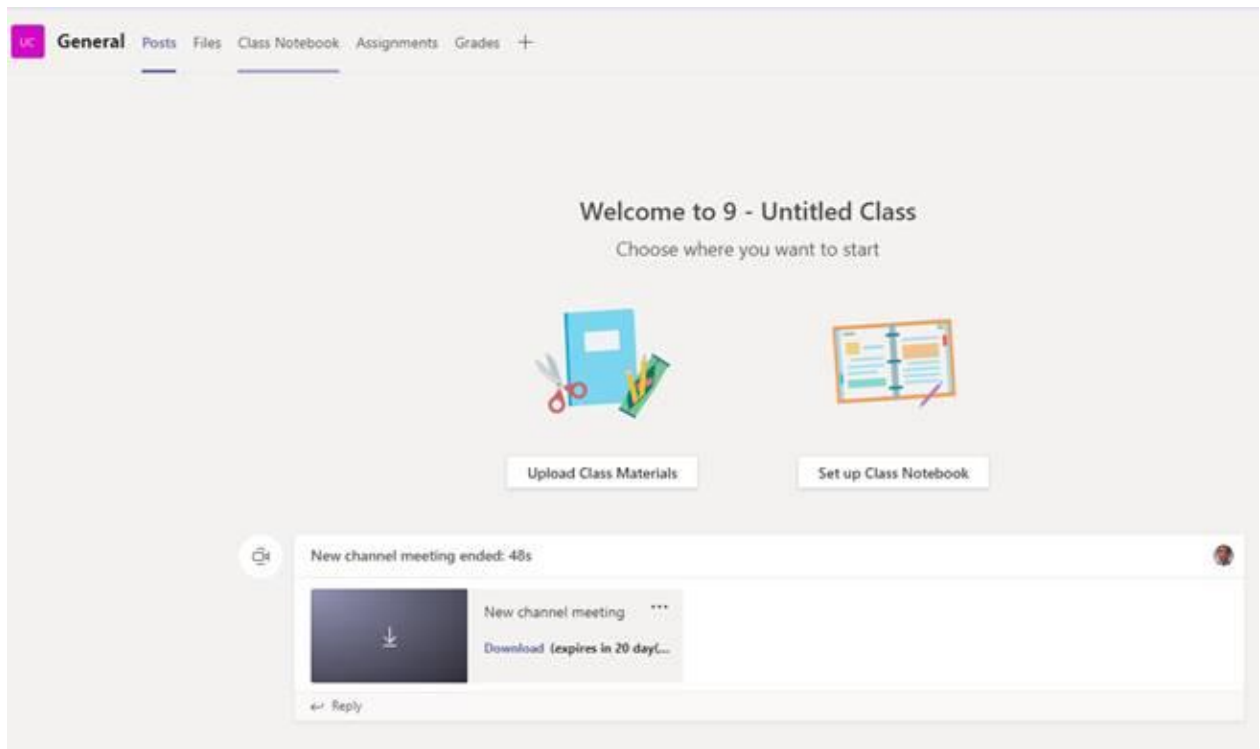 UC General Posts Files Class Notebook Assignments Grades +
Welcome to 9 - Untitled Class
Choose where you want to start
Upload Class Materials Set up Class Notebook
New channel meeting ended: 48s
New channel meeting ...
Download (expires in 20 day(...
Reply